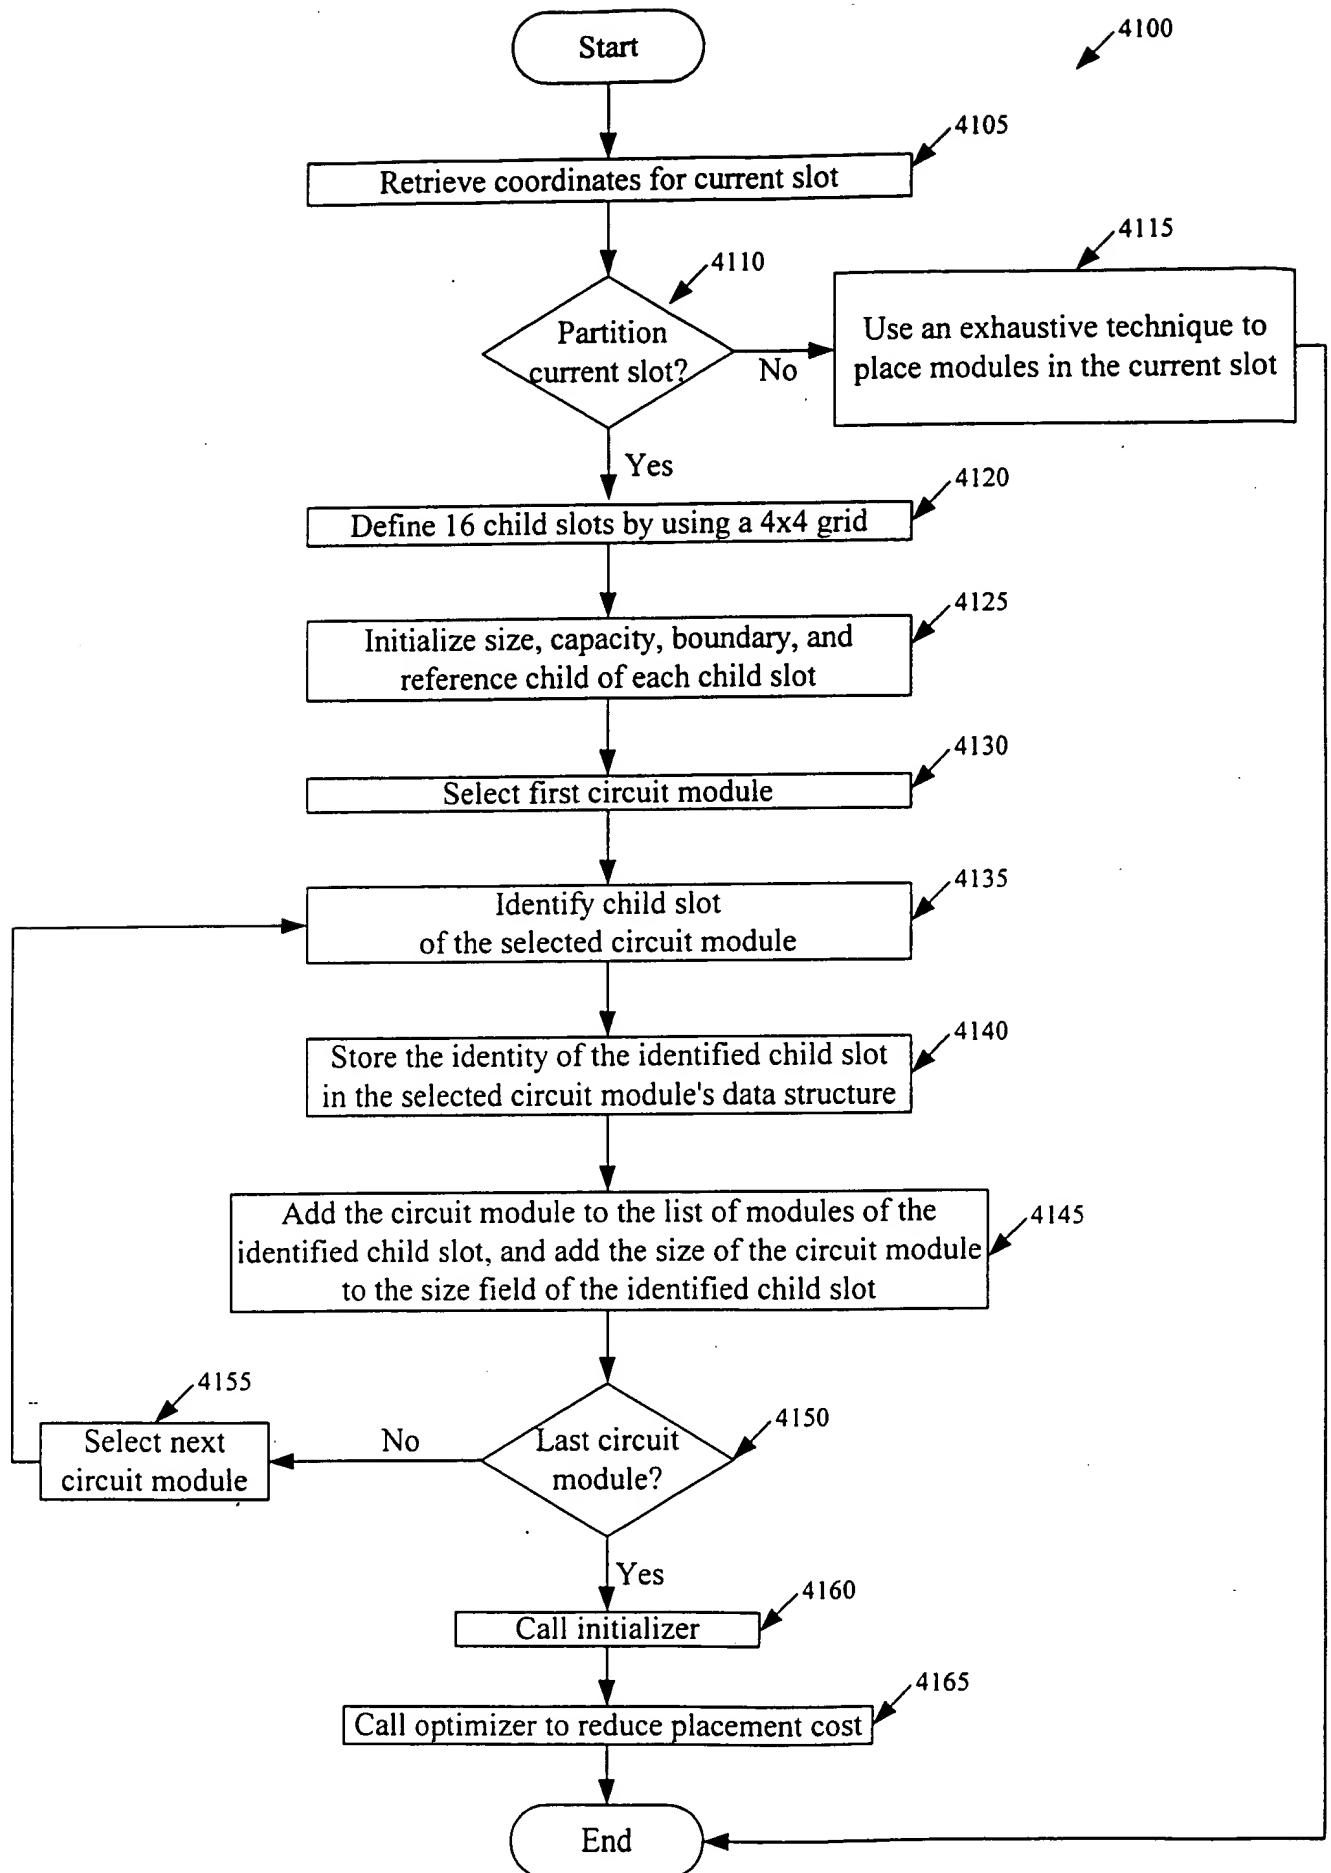 Start
4100
4105
Retrieve coordinates for current slot
4110
4115
Partition
current slot?
No
Use an exhaustive technique to
place modules in the current slot
Yes
4120
Define 16 child slots by using a 4x4 grid
4125
Initialize size, capacity, boundary, and
reference child of each child slot
4130
Select first circuit module
4135
Identify child slot
of the selected circuit module
4140
Store the identity of the identified child slot
in the selected circuit module's data structure
4145
Add the circuit module to the list of modules of the
identified child slot, and add the size of the circuit module
to the size field of the identified child slot
4155
Select next
circuit module
No
4150
Last circuit
module?
Yes
4160
Call initializer
4165
Call optimizer to reduce placement cost
End